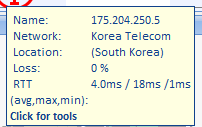 Name: 175.204.250.5
Network: Korea Telecom
Location: (South Korea)
Loss: 0 %
RTT 4.0ms / 18ms /1ms
(avg,max,min):
Click for tools